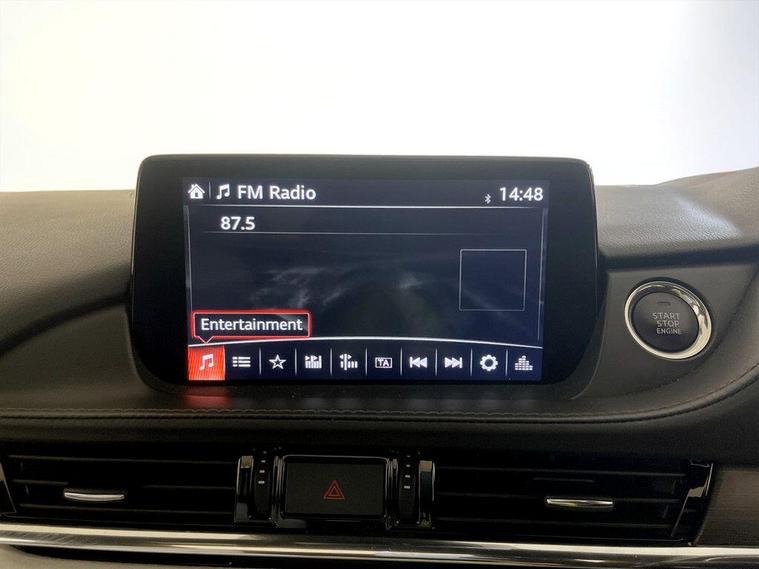 FM Radio
14:48
87.5
Entertainment
TA
START
STOP
ENGINE